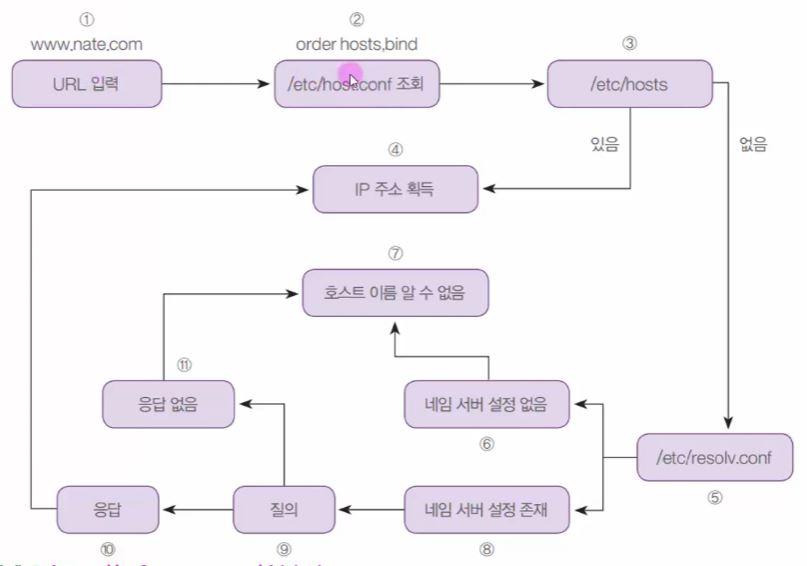 ①
www.nate.com
URL 입력
②
order hosts,bind
/etc/host.conf 조회
③
/etc/hosts
있음
없음
④
IP 주소 획득
⑦
호스트 이름 알 수 없음
⑪
응답 없음
네임 서버 설정 없음
⑥
/etc/resolv.conf
⑤
응답
⑩
질의
⑨
네임 서버 설정 존재
⑧